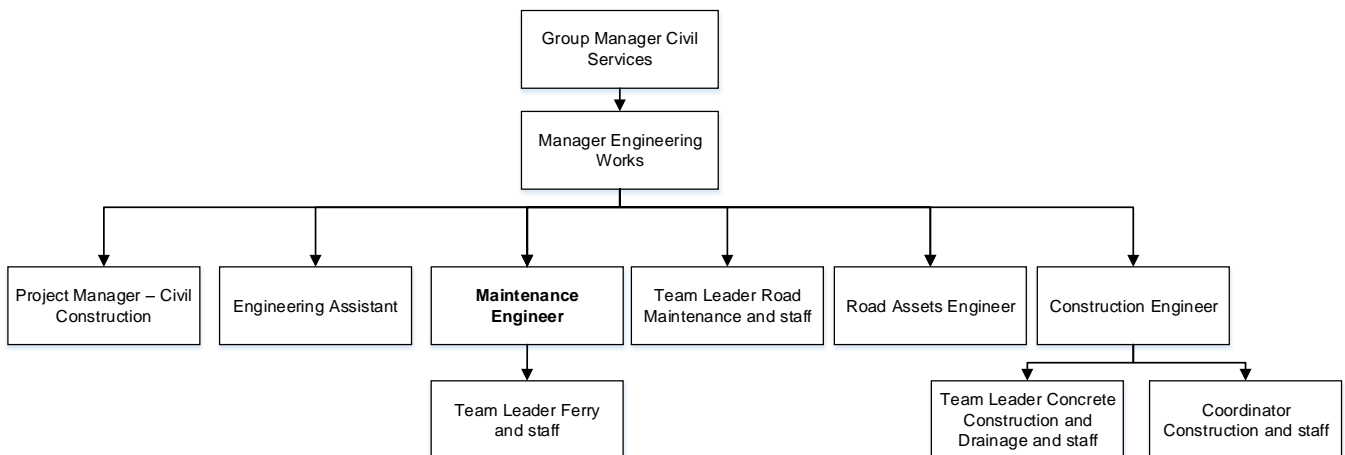 Group Manager Civil
Services
Manager Engineering
Works
Project Manager – Civil
Construction
Engineering Assistant
Maintenance
Engineer
Team Leader Road
Maintenance and staff
Road Assets Engineer
Construction Engineer
Team Leader Ferry
and staff
Team Leader Concrete
Construction and
Drainage and staff
Coordinator
Construction and staff